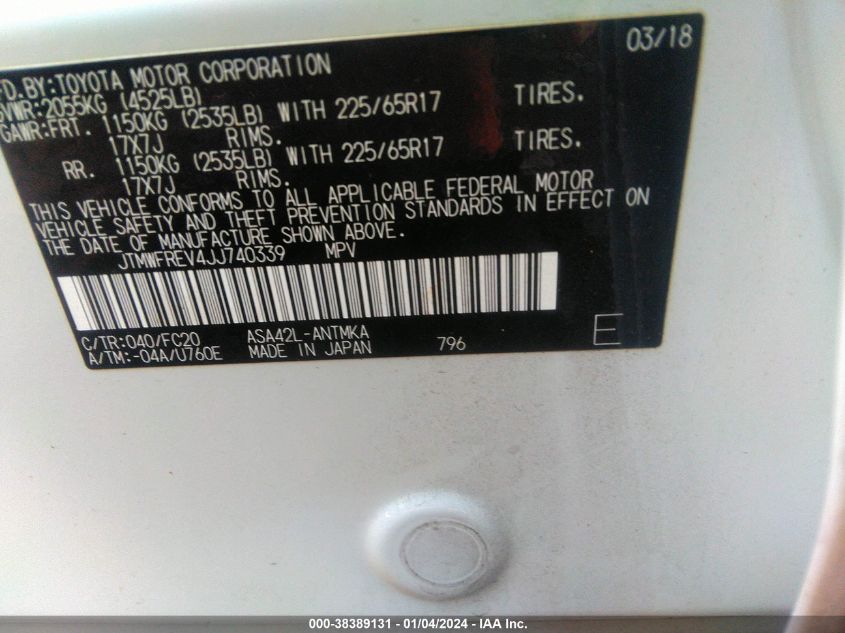 03/18
FD.BY:TOYOTA MOTOR CORPORATION
GVWR:2055KG (4525LB)
GAWR:FRT. 1150KG (2535LB) WITH 225/65R17 TIRES.
17X7J RIMS.
RR. 1150KG (2535LB) WITH 225/65R17 TIRES.
17X7J RIMS.
THIS VEHICLE CONFORMS TO ALL APPLICABLE FEDERAL MOTOR
VEHICLE SAFETY AND THEFT PREVENTION STANDARDS IN EFFECT ON
THE DATE OF MANUFACTURE SHOWN ABOVE.
JTMWFREV4JJ740339 MPV
C/TR:040/FC20 ASA42L-ANTMKA
A/TM:-04A/U760E MADE IN JAPAN 796 E
000-38389131 - 01/04/2024 - IAA Inc.